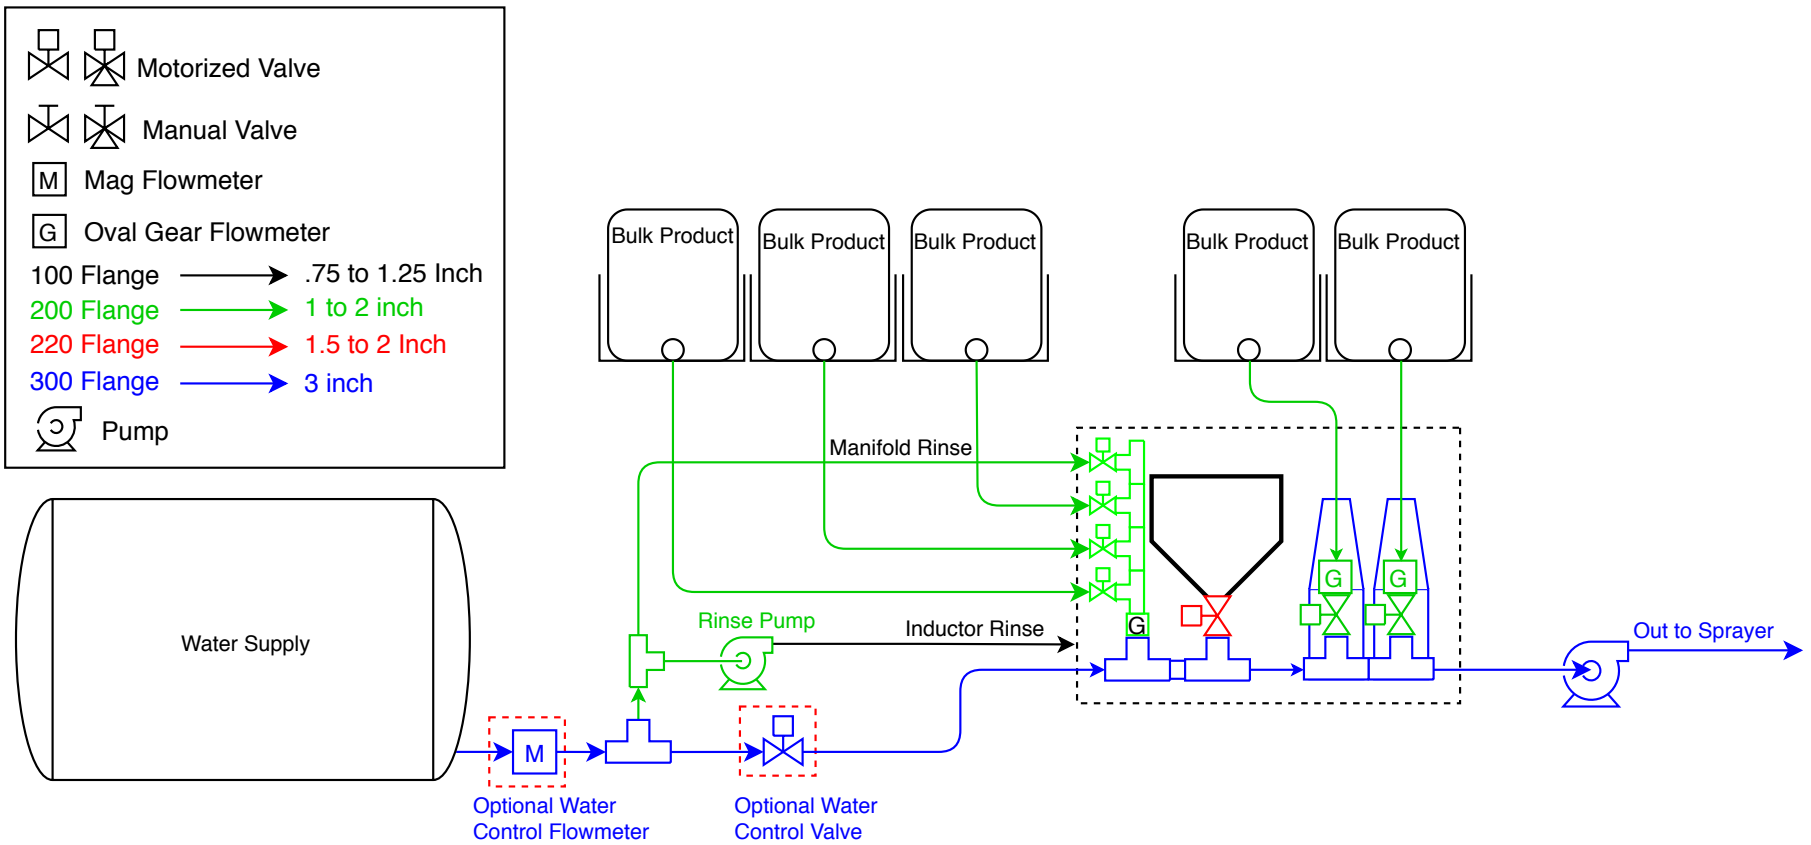 Motorized Valve
Manual Valve
M Mag Flowmeter
G Oval Gear Flowmeter
100 Flange .75 to 1.25 Inch
200 Flange 1 to 2 inch
220 Flange 1.5 to 2 Inch
300 Flange 3 inch
Pump
Bulk Product
Bulk Product
Bulk Product
Bulk Product
Bulk Product
Manifold Rinse
G
G
G
Rinse Pump
Inductor Rinse
Out to Sprayer
Water Supply
M
Optional Water
Control Flowmeter
Optional Water
Control Valve